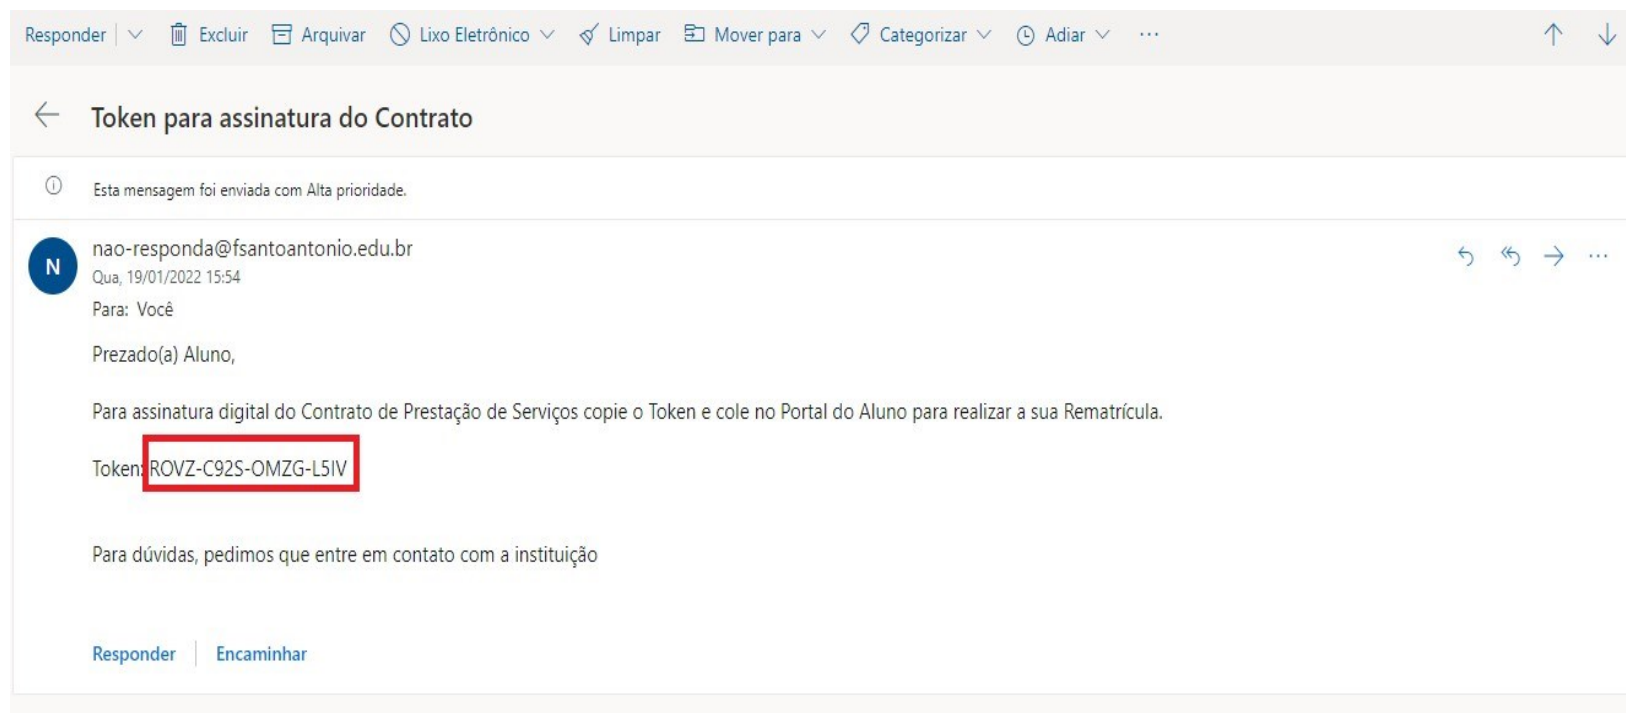 Responder Excluir Arquivar Lixo Eletrônico Limpar Mover para Categorizar Adiar ...
Token para assinatura do Contrato
Esta mensagem foi enviada com Alta prioridade.
N
nao-responda@fsantoantonio.edu.br
Qua, 19/01/2022 15:54
Para: Você
Prezado(a) Aluno,
Para assinatura digital do Contrato de Prestação de Serviços copie o Token e cole no Portal do Aluno para realizar a sua Rematrícula.
Token: ROVZ-C92S-OMZG-L5IV
Para dúvidas, pedimos que entre em contato com a instituição
Responder Encaminhar